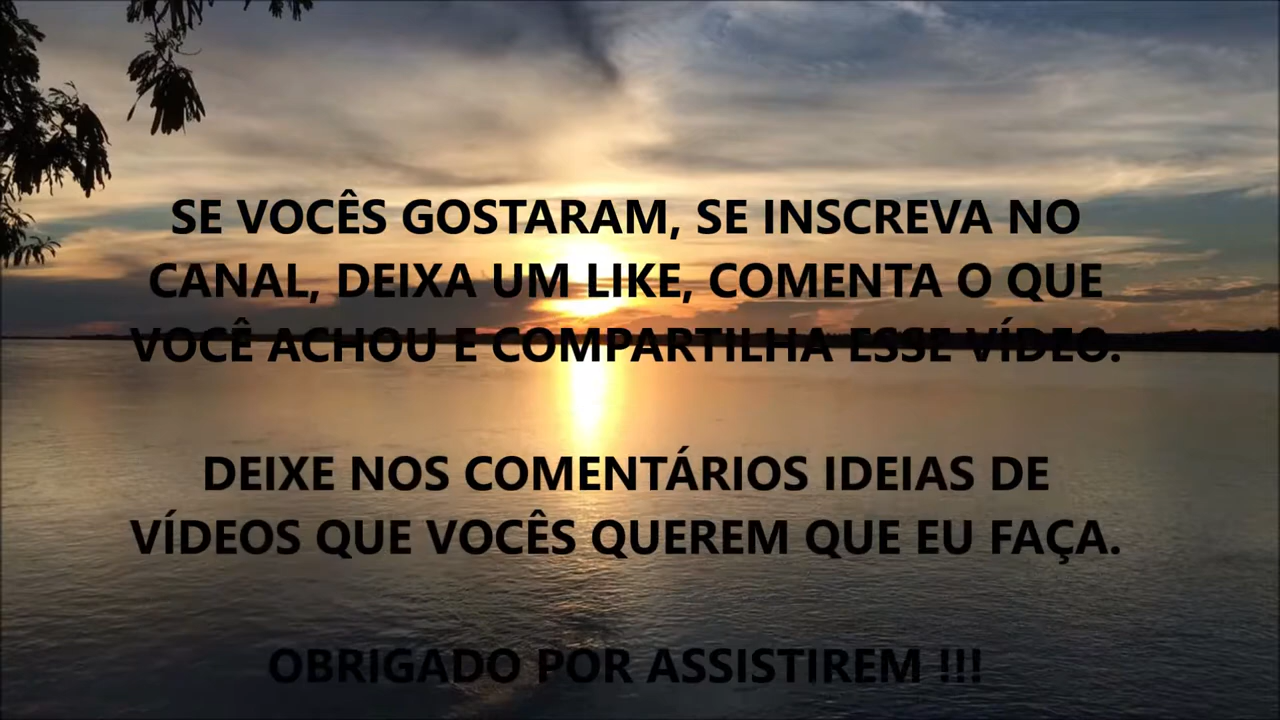 SE VOCÊS GOSTARAM, SE INSCREVA NO
CANAL, DEIXA UM LIKE, COMENTA O QUE
VOCÊ ACHOU E COMPARTILHA ESSE VÍDEO.
DEIXE NOS COMENTÁRIOS IDEIAS DE
VÍDEOS QUE VOCÊS QUEREM QUE EU FAÇA.
OBRIGADO POR ASSISTIREM !!!